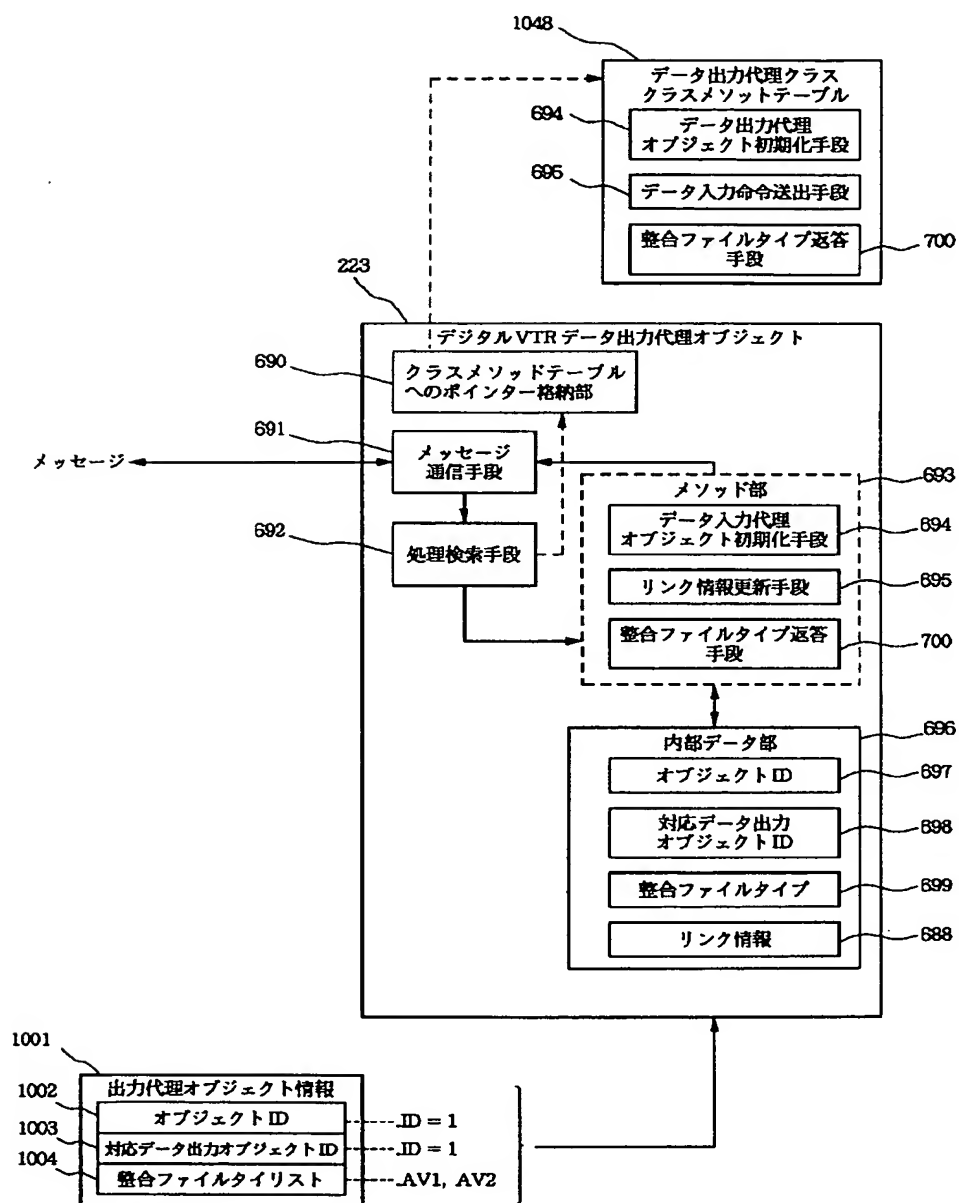 1048
データ出力代理クラス
クラスメソットテーブル
694
データ出力代理
オブジェクト初期化手段
695
データ入力命令送出手段
整合ファイルタイプ返答
手段
700
223
デジタルVTRデータ出力代理オブジェクト
690
クラスメソッドテーブル
へのポインター格納部
691
メッセージ
メッセージ
通信手段
692
処理検索手段
693
メソッド部
データ入力代理
オブジェクト初期化手段
694
リンク情報更新手段
695
整合ファイルタイプ返答
手段
700
696
内部データ部
オブジェクトID
697
対応データ出力
オブジェクトID
698
整合ファイルタイプ
699
リンク情報
688
1001
出力代理オブジェクト情報
1002
オブジェクトID
ID = 1
1003
対応データ出力オブジェクトID
ID = 1
1004
整合ファイルタイリスト
AV1, AV2